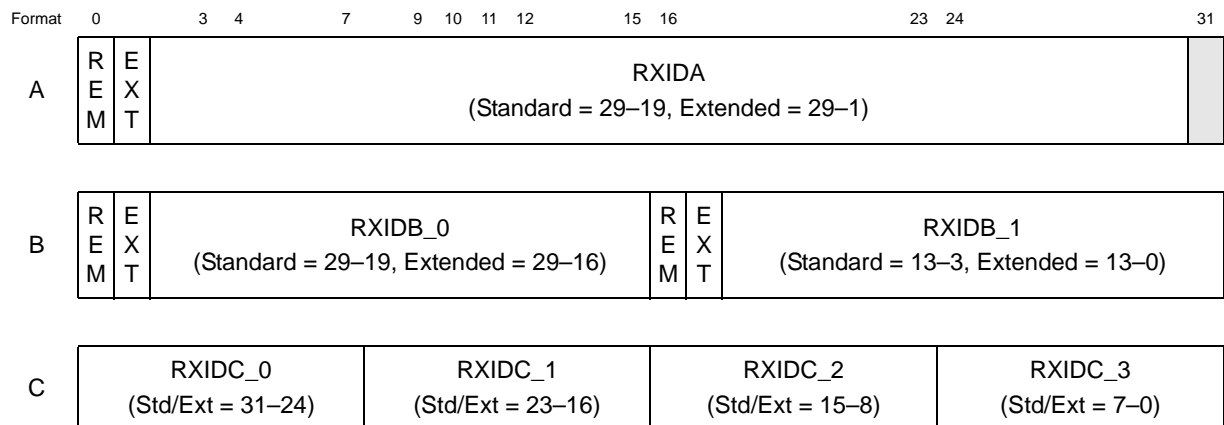 Format 0 3 4 7 9 10 11 12 15 16 23 24 31
A
R E M
E X T
RXIDA
(Standard = 29–19, Extended = 29–1)
B
R E M
E X T
RXIDB_0
(Standard = 29–19, Extended = 29–16)
R E M
E X T
RXIDB_1
(Standard = 13–3, Extended = 13–0)
C
RXIDC_0
(Std/Ext = 31–24)
RXIDC_1
(Std/Ext = 23–16)
RXIDC_2
(Std/Ext = 15–8)
RXIDC_3
(Std/Ext = 7–0)